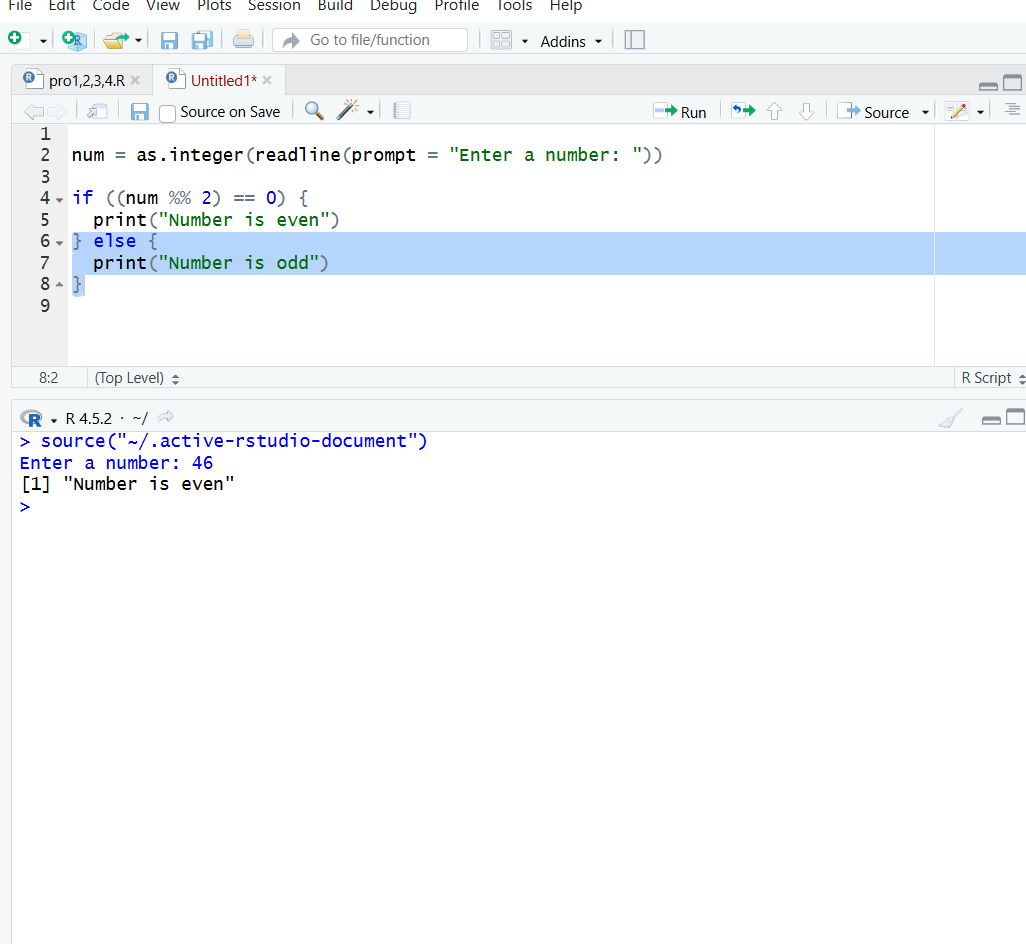 File Edit Code View Plots Session Build Debug Profile Tools Help
Go to file/function Addins
pro1,2,3,4.R Untitled1*
Source on Save Run Source
1
2 num = as.integer(readline(prompt = "Enter a number: "))
3
4 if ((num %% 2) == 0) {
5   print("Number is even")
6 } else {
7   print("Number is odd")
8 }
9
8:2 (Top Level) R Script
R 4.5.2 · ~/
> source("~/.active-rstudio-document")
Enter a number: 46
[1] "Number is even"
>